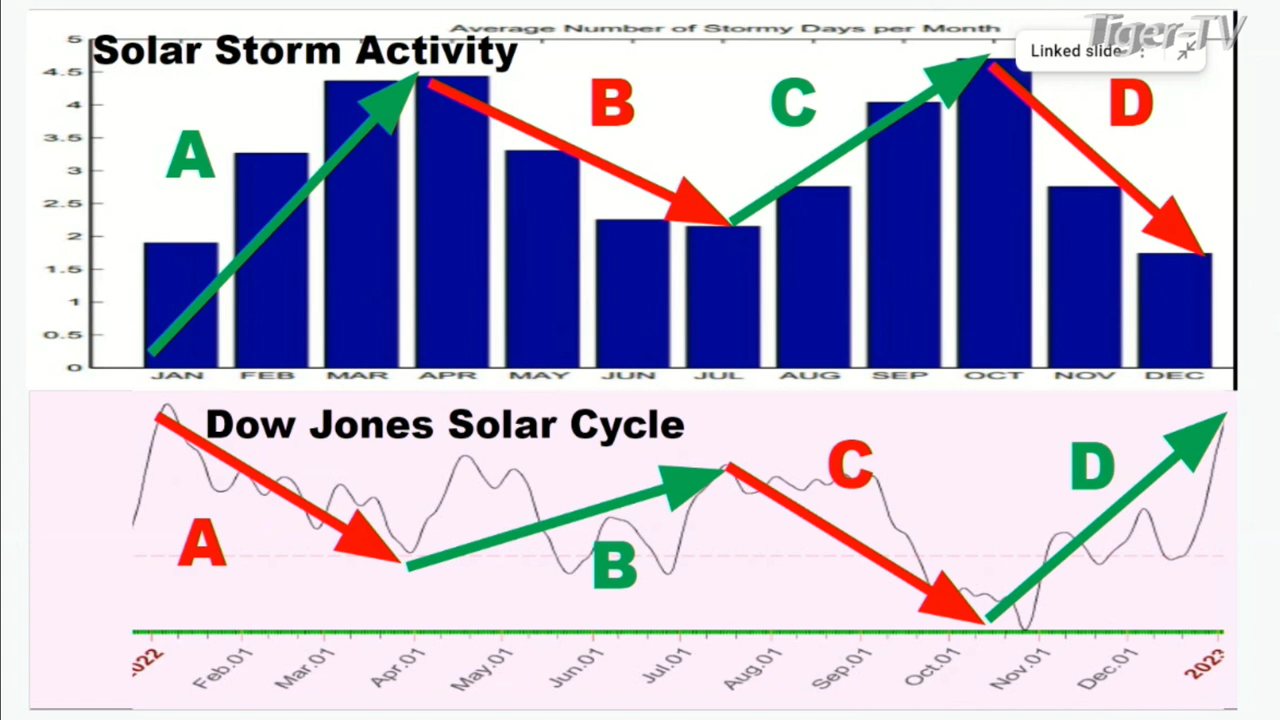 Average Number of Stormy Days per Month
Tiger-TV
Solar Storm Activity
Linked slide
5
4.5
4
3.5
3
2.5
2
1.5
1
0.5
0
A
B
C
D
JAN FEB MAR APR MAY JUN JUL AUG SEP OCT NOV DEC
Dow Jones Solar Cycle
A
B
C
D
2022 Feb.01 Mar.01 Apr.01 May.01 Jun.01 Jul.01 Aug.01 Sep.01 Oct.01 Nov.01 Dec.01 2023